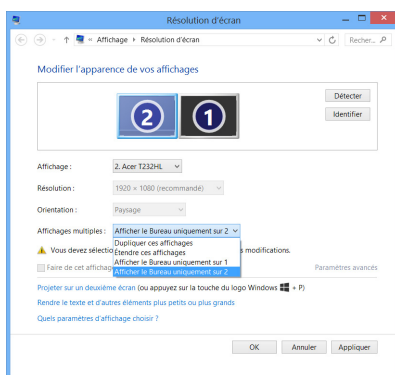 Résolution d'écran
« Affichage › Résolution d'écran
Recher...
Modifier l'apparence de vos affichages
2
1
Détecter
Identifier
Affichage : 2. Acer T232HL
Résolution : 1920 × 1080 (recommandé)
Orientation : Paysage
Affichages multiples : Afficher le Bureau uniquement sur 2
Dupliquer ces affichages
Étendre ces affichages
Afficher le Bureau uniquement sur 1
Afficher le Bureau uniquement sur 2
Vous devez sélectio s modifications.
Faire de cet affichag Paramètres avancés
Projeter sur un deuxième écran (ou appuyez sur la touche du logo Windows + P)
Rendre le texte et d'autres éléments plus petits ou plus grands
Quels paramètres d'affichage choisir ?
OK Annuler Appliquer